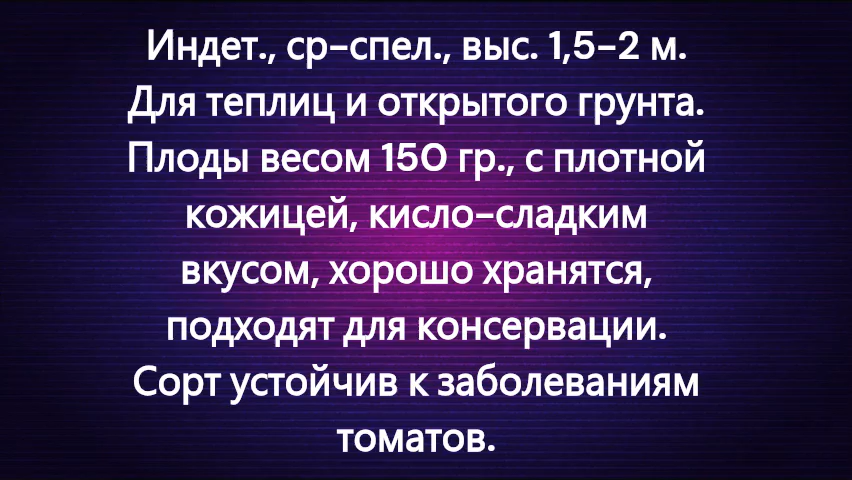 Индет., ср-спел., выс. 1,5-2 м.
Для теплиц и открытого грунта.
Плоды весом 150 гр., с плотной
кожицей, кисло-сладким
вкусом, хорошо хранятся,
подходят для консервации.
Сорт устойчив к заболеваниям
томатов.